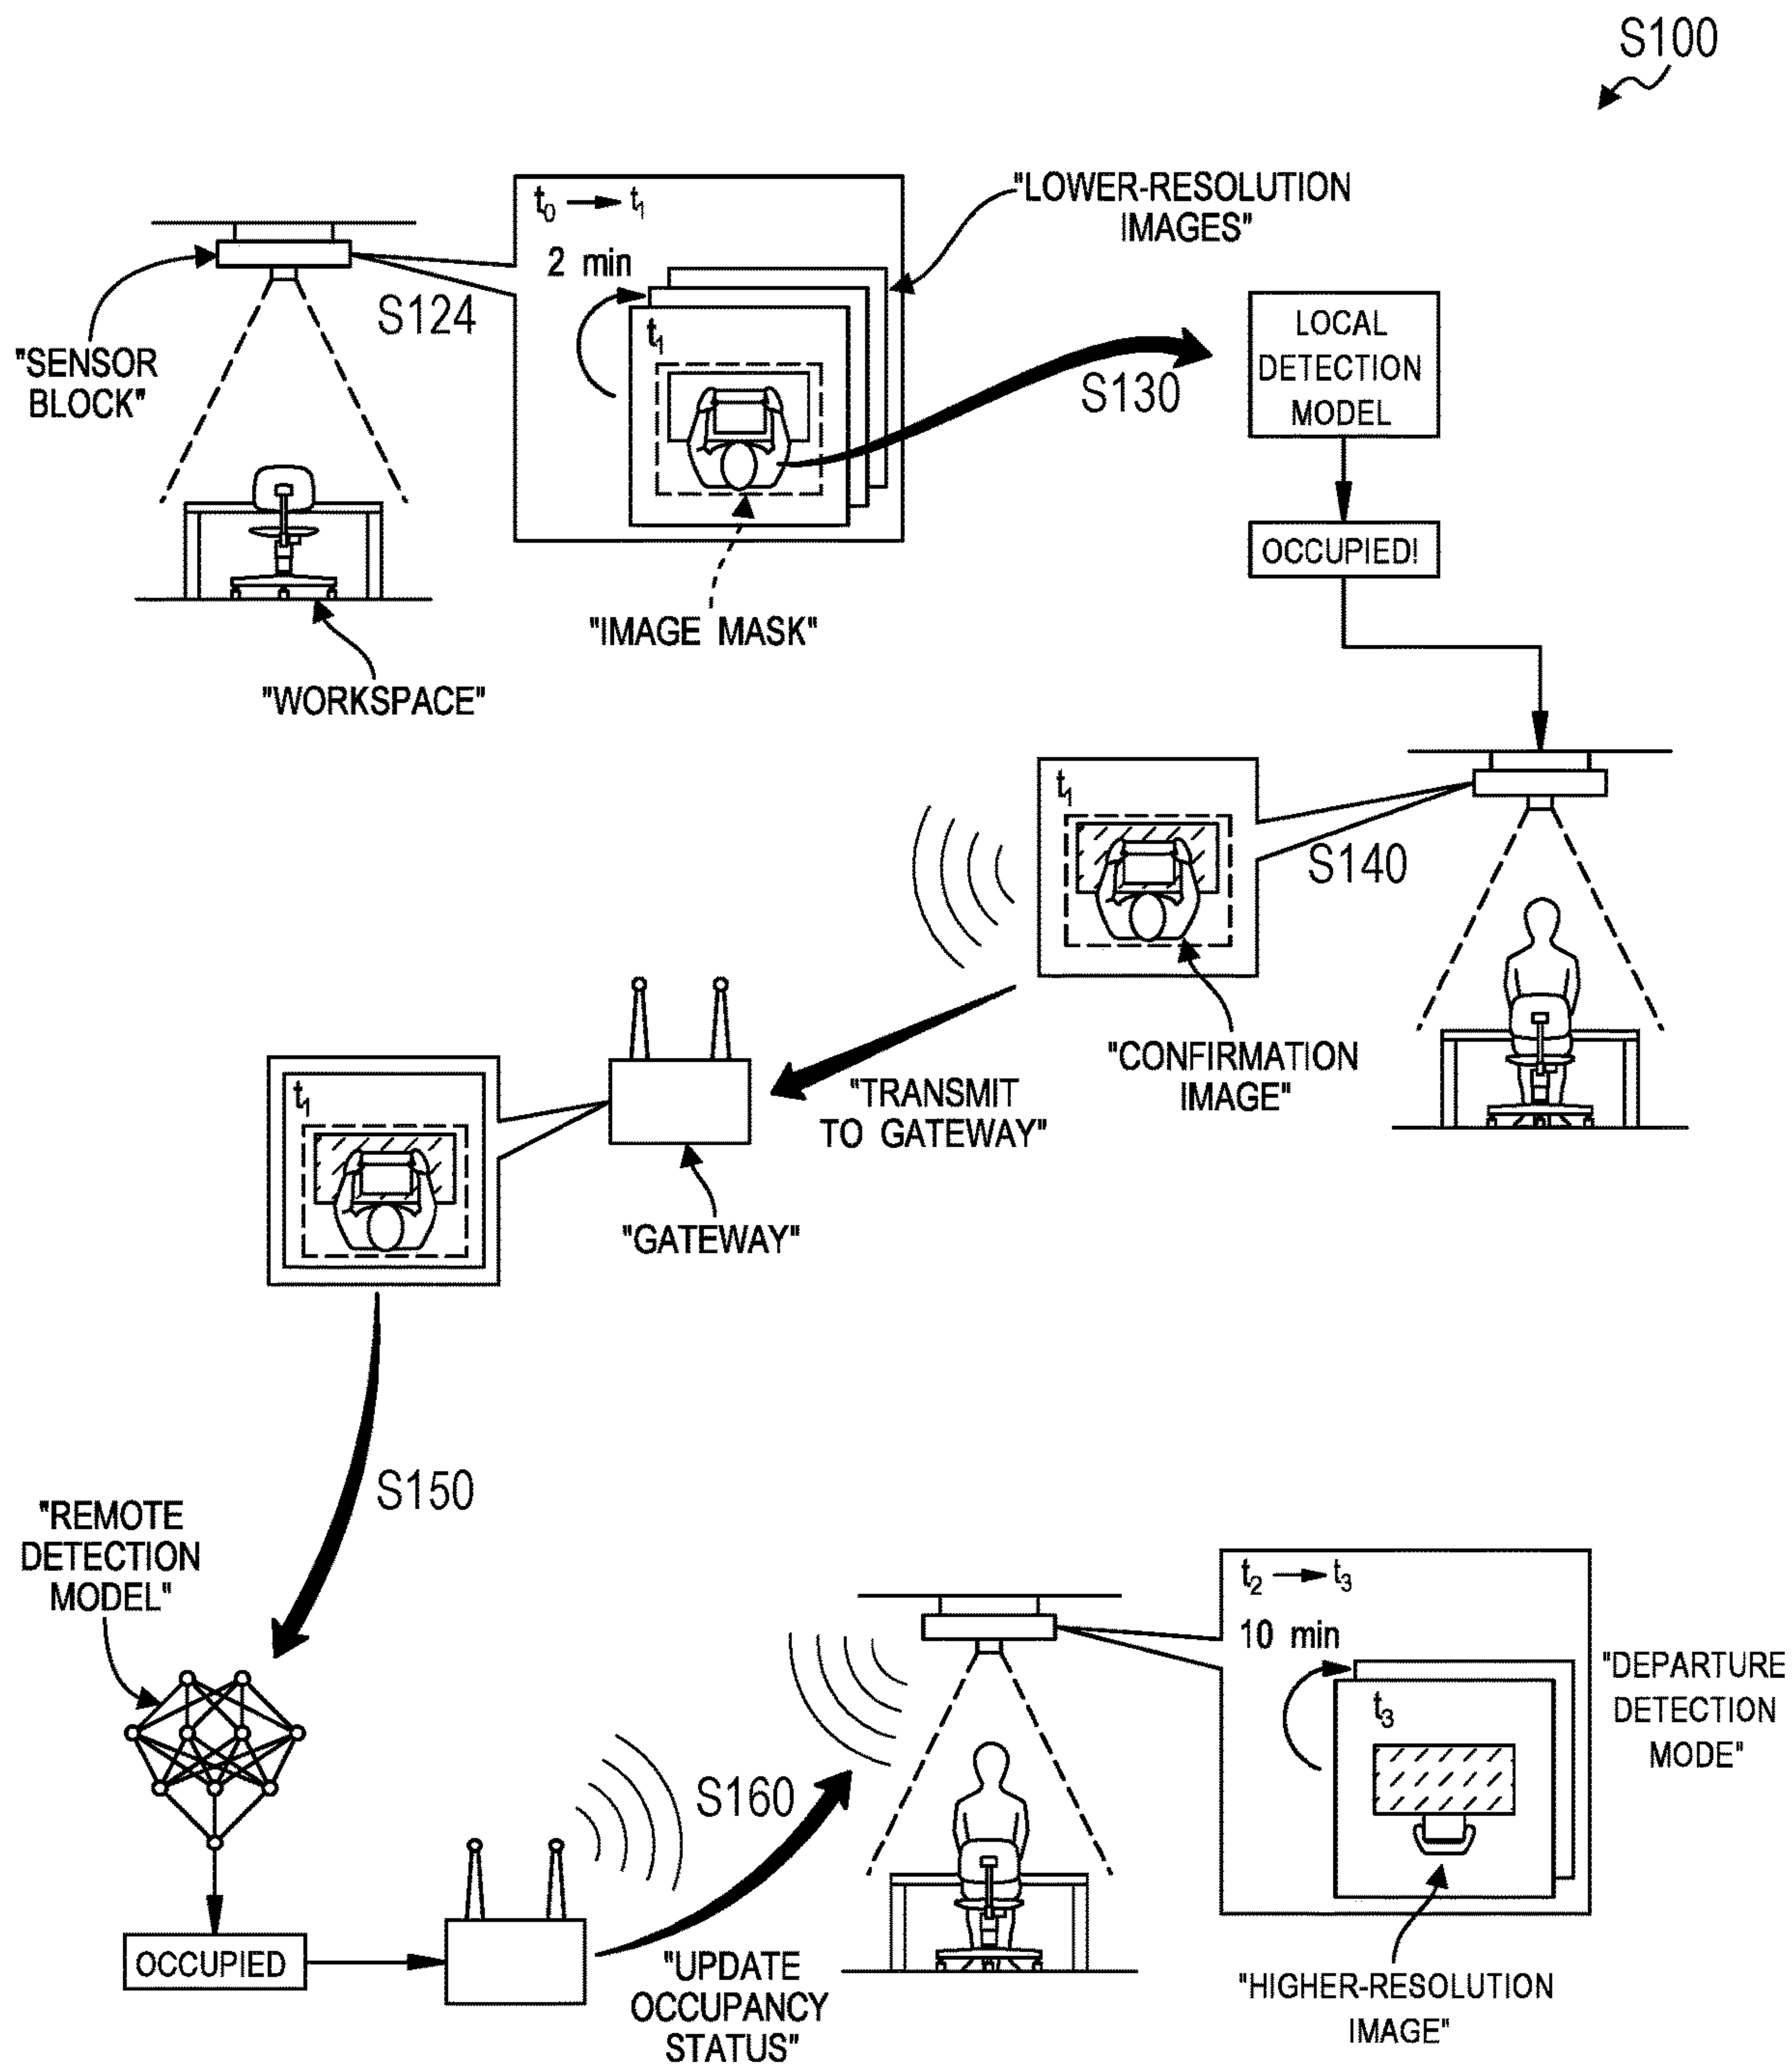 S100
t0 → t1
2 min
t1
"LOWER-RESOLUTION
IMAGES"
S124
"SENSOR
BLOCK"
S130
LOCAL
DETECTION
MODEL
OCCUPIED!
"IMAGE MASK"
"WORKSPACE"
t1
S140
"CONFIRMATION
IMAGE"
"TRANSMIT
TO GATEWAY"
t1
"GATEWAY"
S150
"REMOTE
DETECTION
MODEL"
OCCUPIED
S160
"UPDATE
OCCUPANCY
STATUS"
t2 → t3
10 min
t3
"DEPARTURE
DETECTION
MODE"
"HIGHER-RESOLUTION
IMAGE"